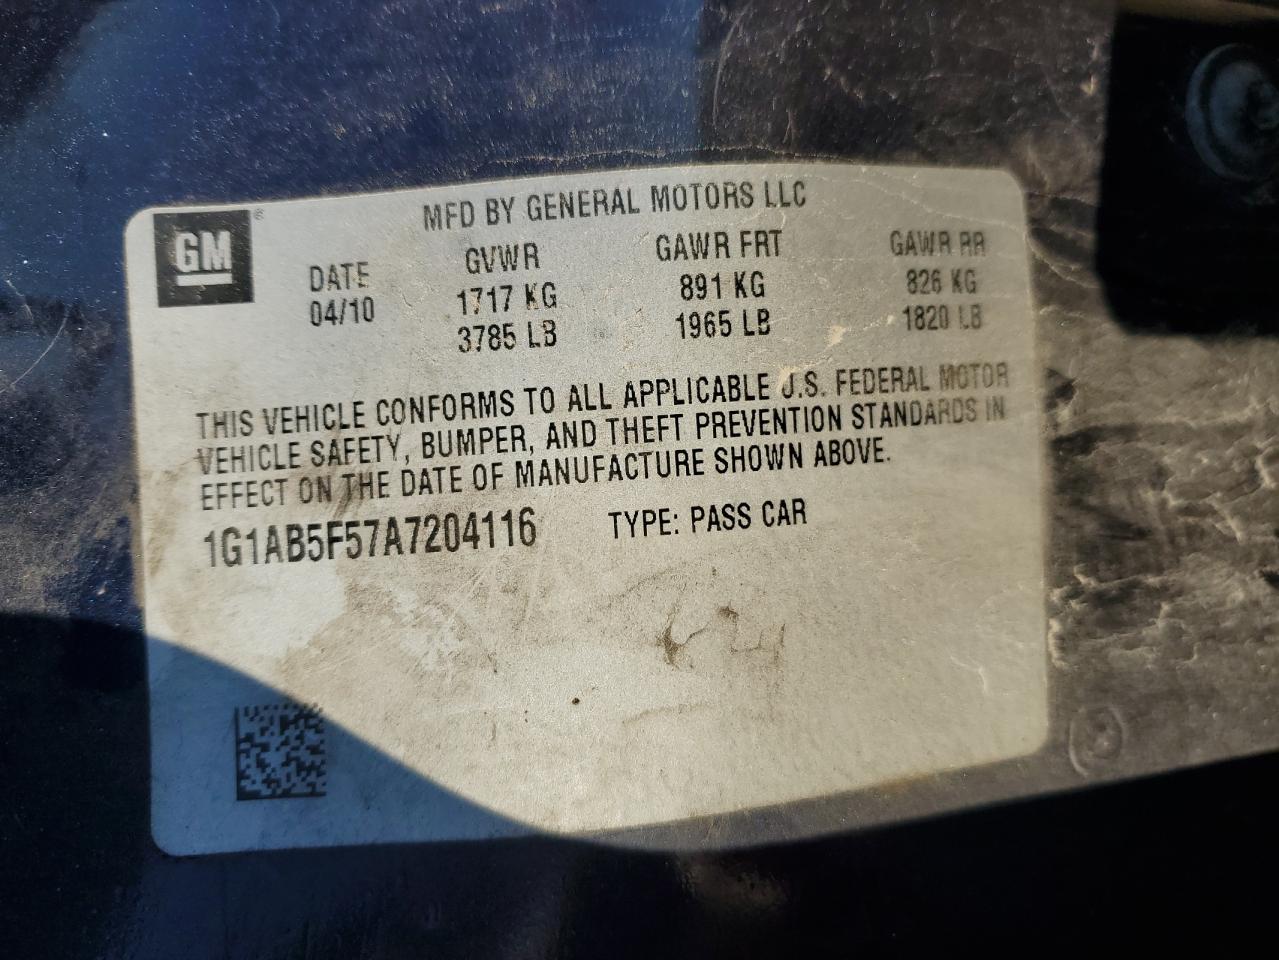 GM®
MFD BY GENERAL MOTORS LLC
DATE GVWR GAWR FRT GAWR RR
04/10 1717 KG 891 KG 826 KG
3785 LB 1965 LB 1820 LB
THIS VEHICLE CONFORMS TO ALL APPLICABLE U.S. FEDERAL MOTOR
VEHICLE SAFETY, BUMPER, AND THEFT PREVENTION STANDARDS IN
EFFECT ON THE DATE OF MANUFACTURE SHOWN ABOVE.
1G1AB5F57A7204116 TYPE: PASS CAR